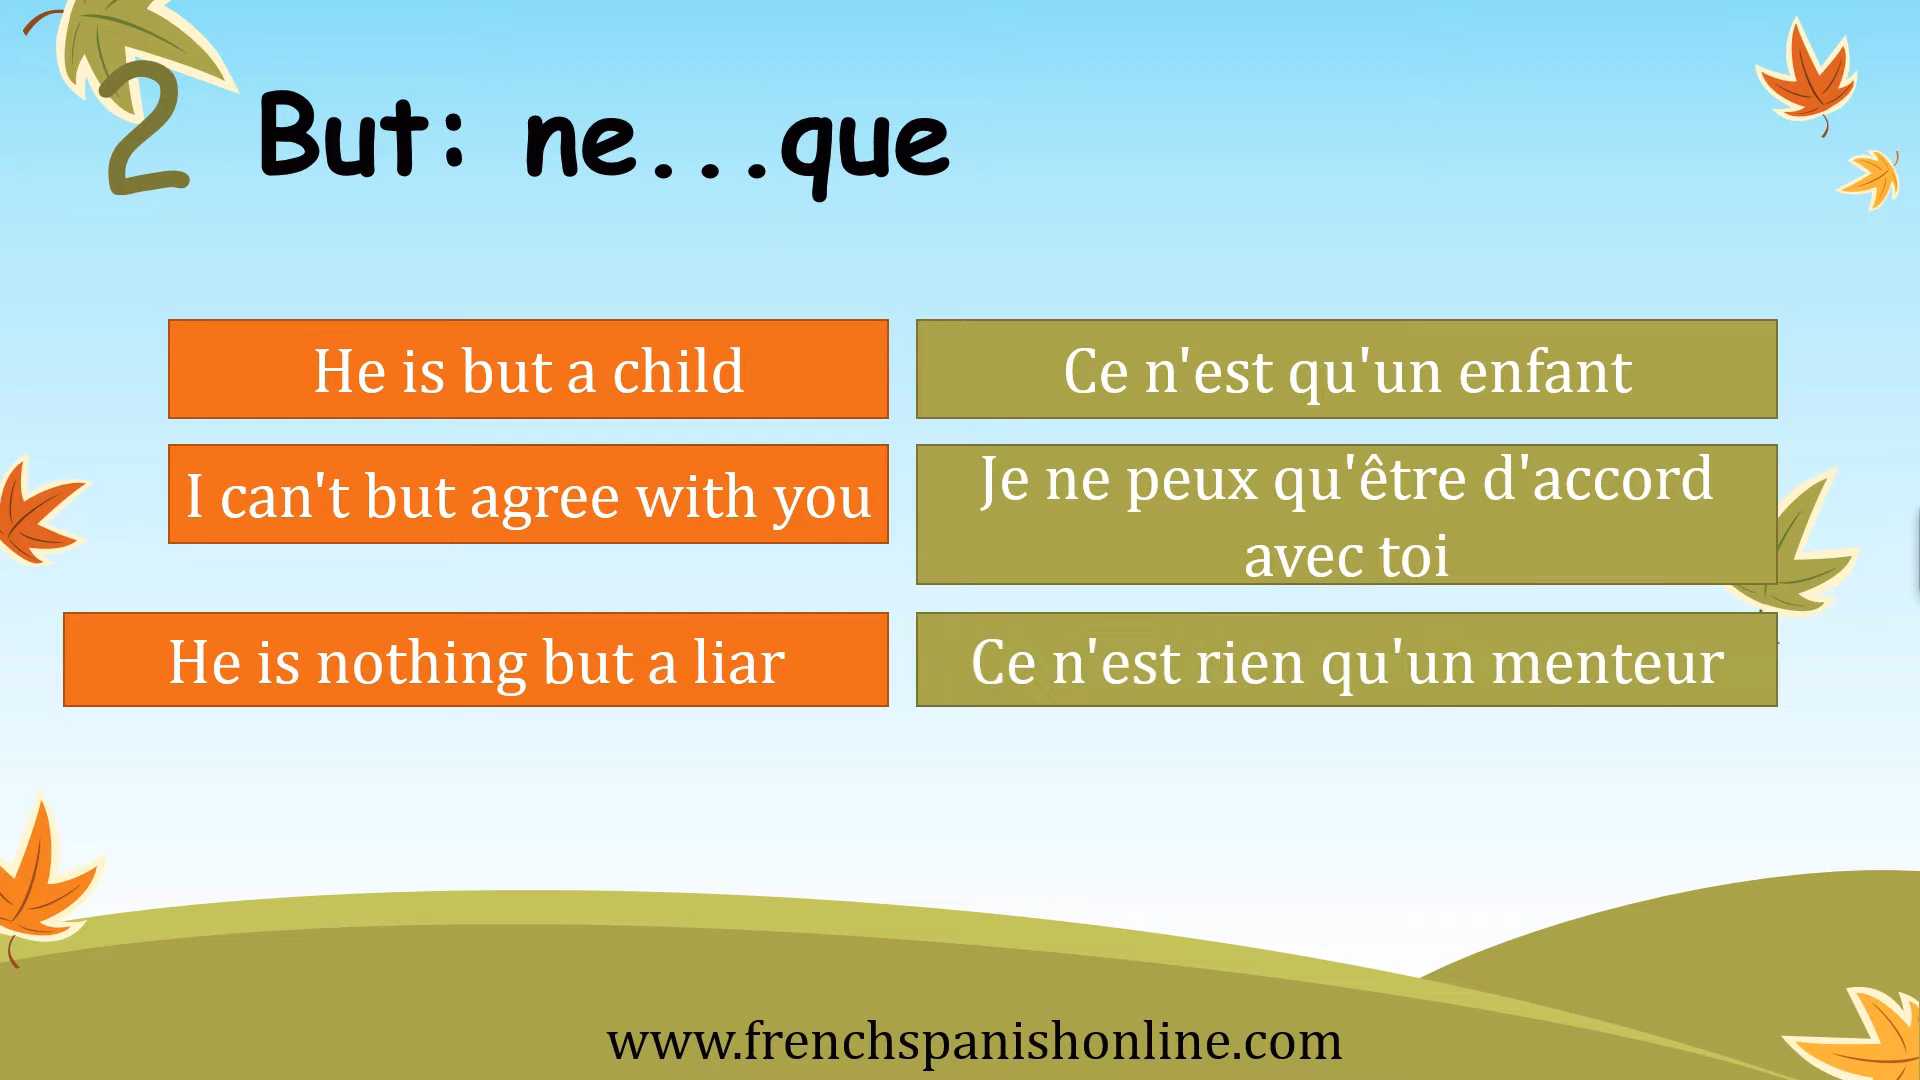 2 But: ne...que
He is but a child
Ce n'est qu'un enfant
I can't but agree with you
Je ne peux qu'être d'accord
avec toi
He is nothing but a liar
Ce n'est rien qu'un menteur
www.frenchspanishonline.com